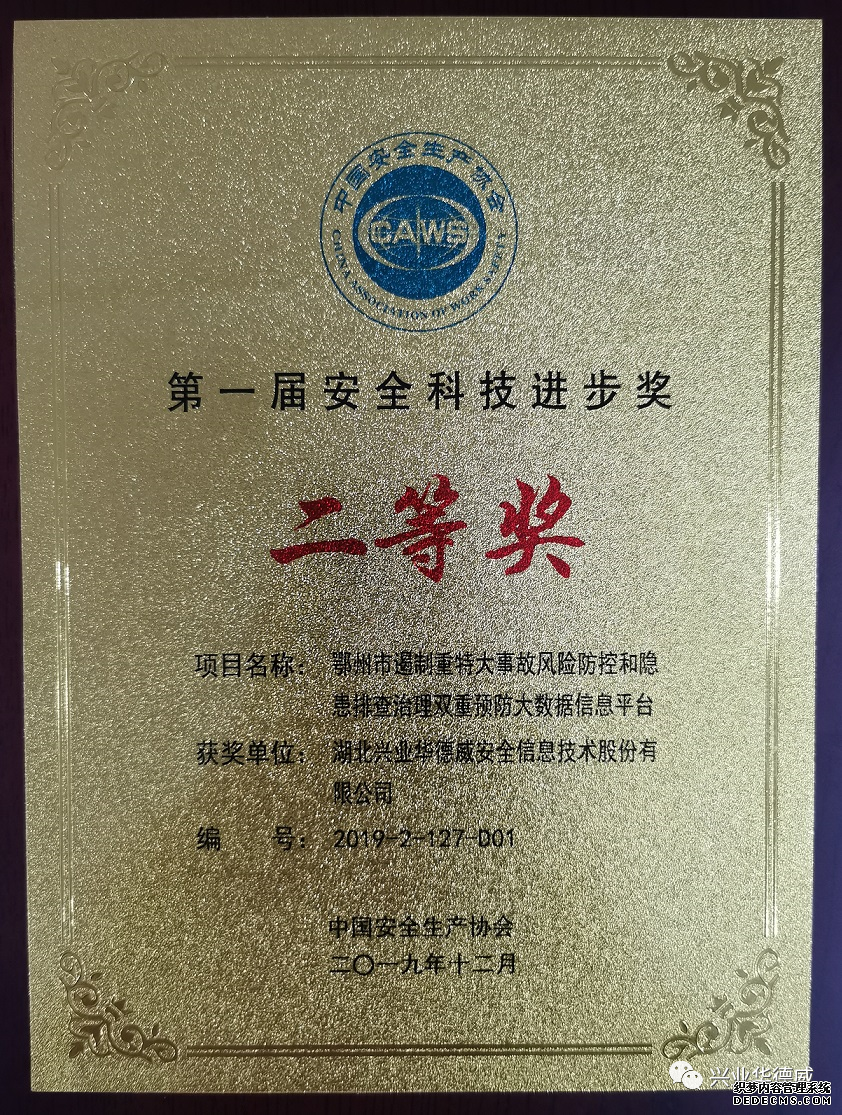 中国安全生产协会
CAWS
CHINA ASSOCIATION OF WORK SAFETY
第一届安全科技进步奖
二等奖
项目名称：鄂州市遏制重特大事故风险防控和隐
患排查治理双重预防大数据信息平台
获奖单位：湖北兴业华德威安全信息技术股份有
限公司
编 号：2019-2-127-D01
中国安全生产协会
二〇一九年十二月
兴业华德威
织梦内容管理系统
DEDECMS.COM